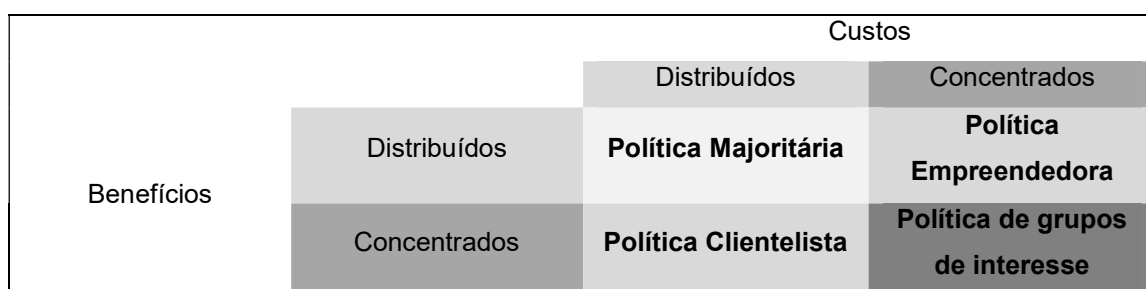 Custos
Distribuídos Concentrados
Distribuídos Política Majoritária Política
Empreendedora
Benefícios
Concentrados Política Clientelista Política de grupos
de interesse